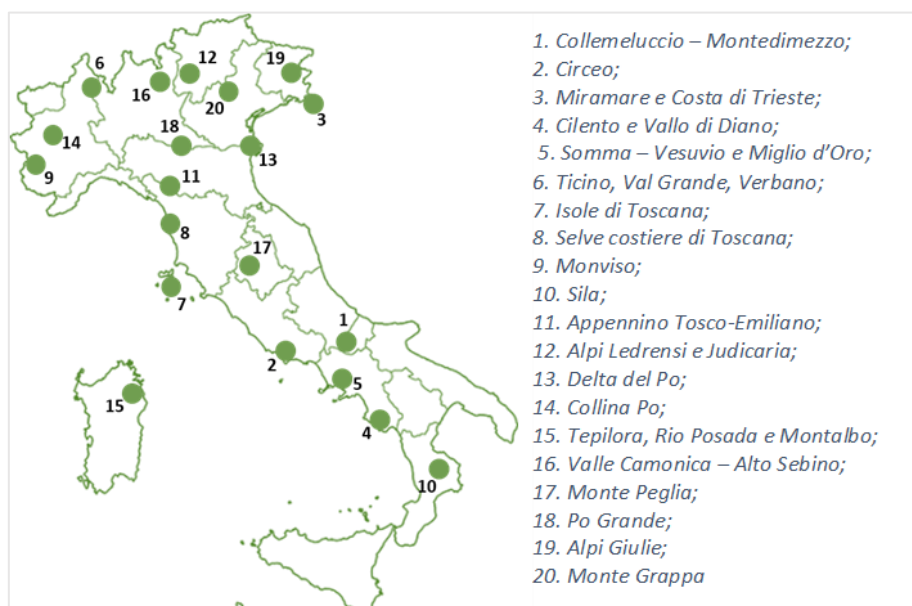 1. Collemeluccio – Montedimezzo;
2. Circeo;
3. Miramare e Costa di Trieste;
4. Cilento e Vallo di Diano;
5. Somma – Vesuvio e Miglio d’Oro;
6. Ticino, Val Grande, Verbano;
7. Isole di Toscana;
8. Selve costiere di Toscana;
9. Monviso;
10. Sila;
11. Appennino Tosco-Emiliano;
12. Alpi Ledrensi e Judicaria;
13. Delta del Po;
14. Collina Po;
15. Tepilora, Rio Posada e Montalbo;
16. Valle Camonica – Alto Sebino;
17. Monte Peglia;
18. Po Grande;
19. Alpi Giulie;
20. Monte Grappa
6
12
19
16
20
3
14
18
13
9
11
8
17
7
1
2
5
15
4
10